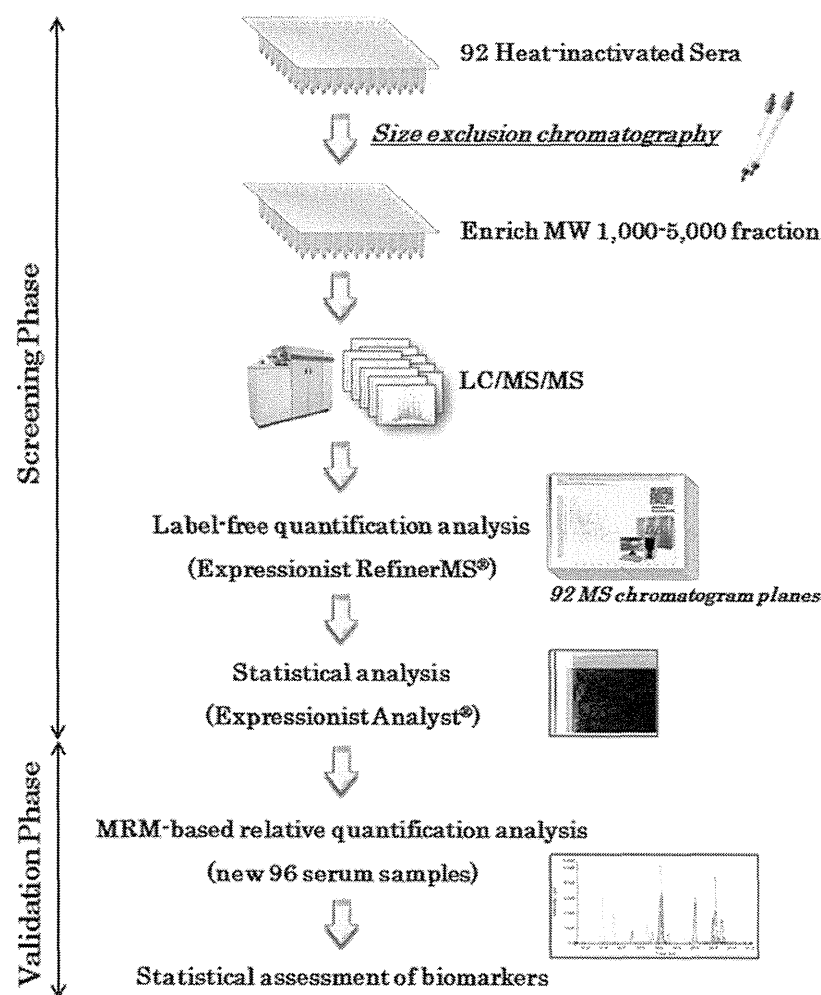 92 Heat-inactivated Sera
Size exclusion chromatography
Enrich MW 1,000-5,000 fraction
LC/MS/MS
Label-free quantification analysis
(Expressionist RefinerMS®)
92 MS chromatogram planes
Statistical analysis
(Expressionist Analyst®)
MRM-based relative quantification analysis
(new 96 serum samples)
Statistical assessment of biomarkers
Screening Phase
Validation Phase